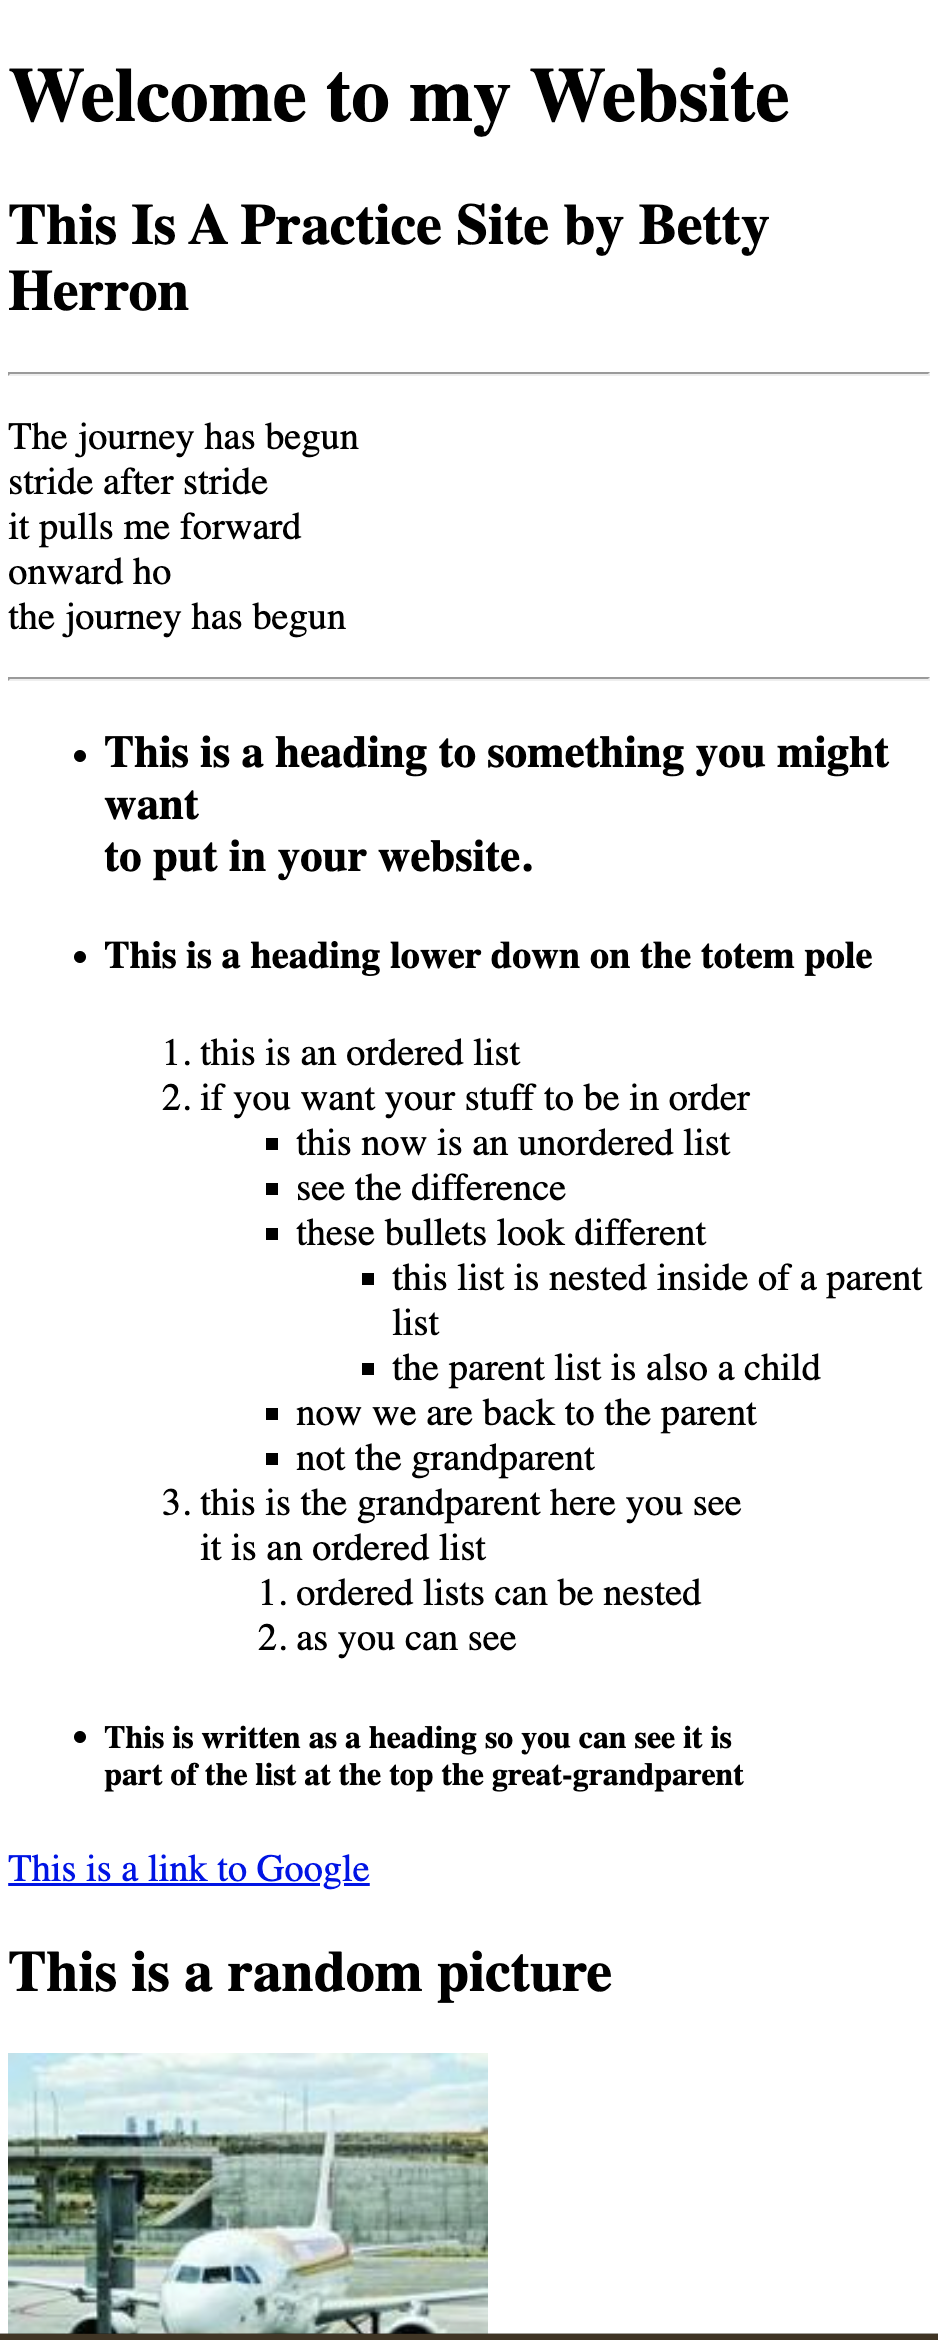 Welcome to my Website
This Is A Practice Site by Betty
Herron
The journey has begun
stride after stride
it pulls me forward
onward ho
the journey has begun
• This is a heading to something you might
want
to put in your website.
• This is a heading lower down on the totem pole
1. this is an ordered list
2. if you want your stuff to be in order
▪ this now is an unordered list
▪ see the difference
▪ these bullets look different
▪ this list is nested inside of a parent
list
▪ the parent list is also a child
▪ now we are back to the parent
▪ not the grandparent
3. this is the grandparent here you see
it is an ordered list
1. ordered lists can be nested
2. as you can see
• This is written as a heading so you can see it is
part of the list at the top the great-grandparent
This is a link to Google
This is a random picture